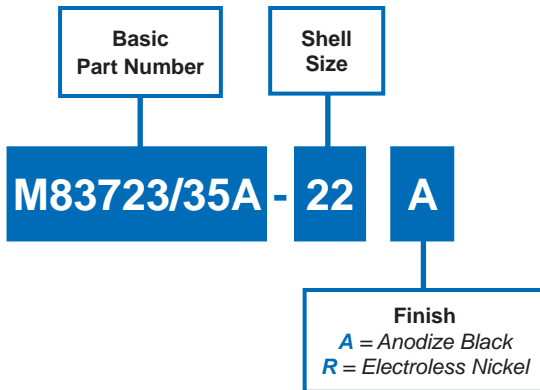 Basic
Part Number
Shell
Size
M83723/35A - 22 A
Finish
A = Anodize Black
R = Electroless Nickel